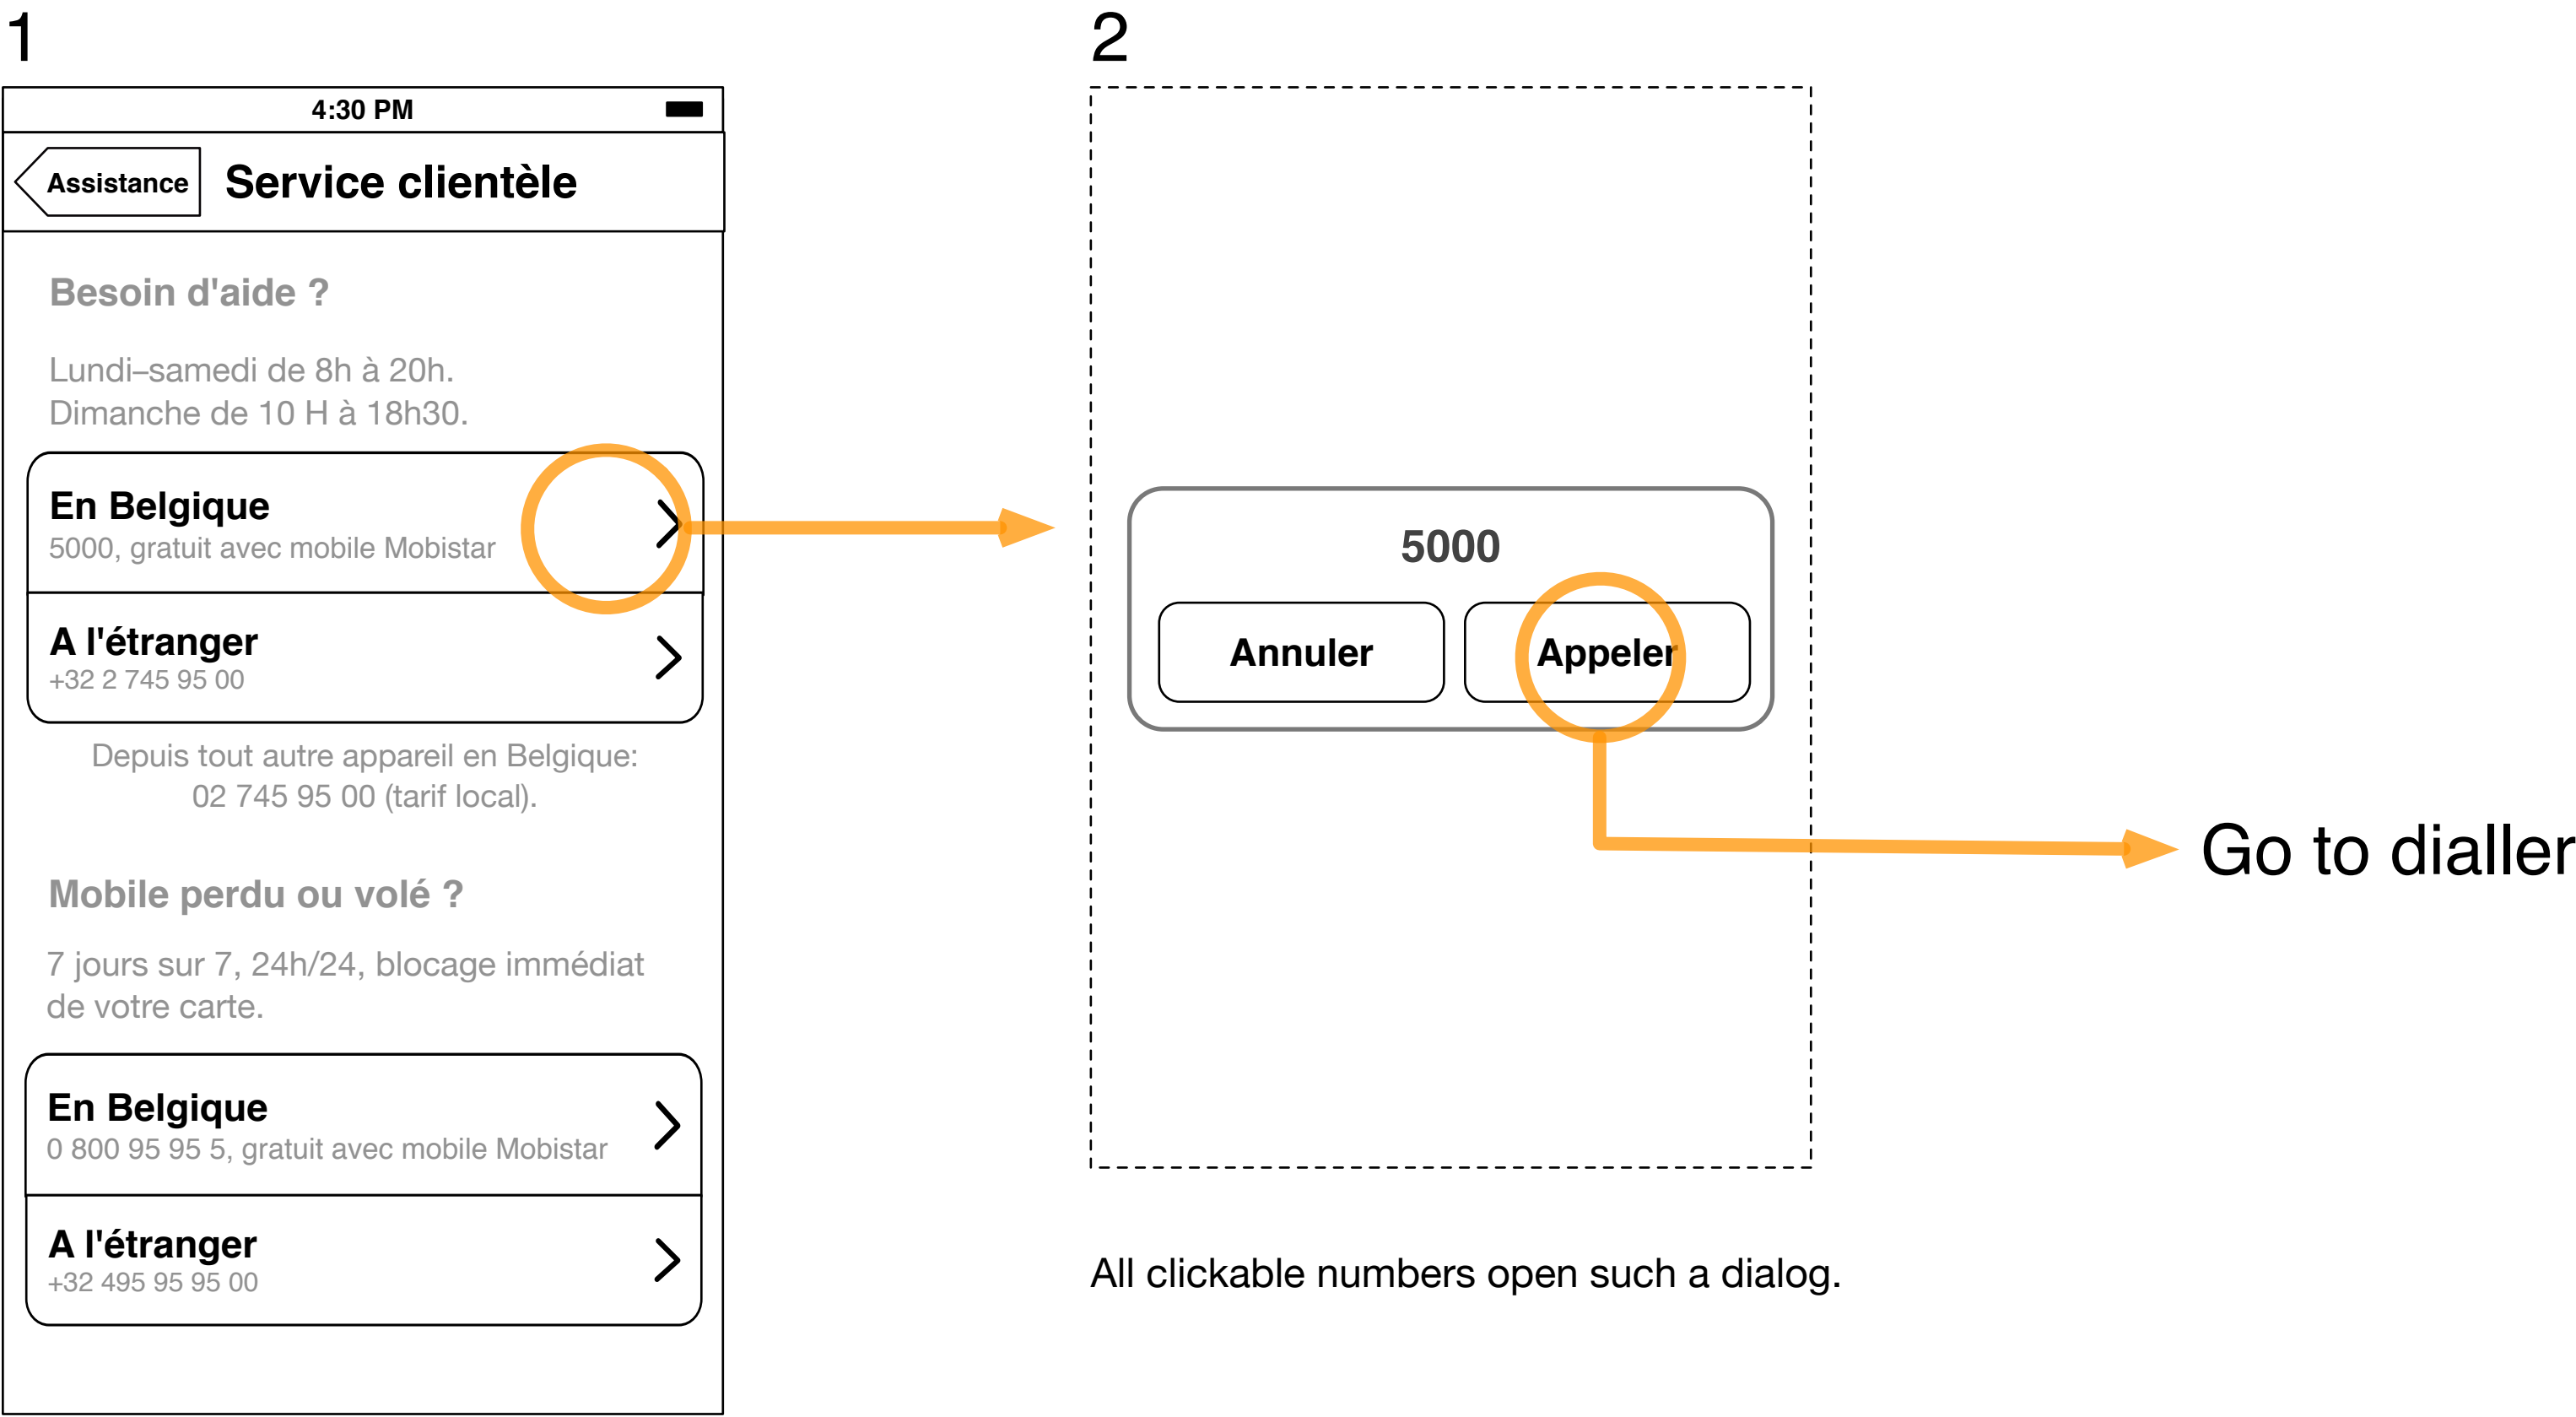 1
4:30 PM
Assistance
Service clientèle
Besoin d'aide ?
Lundi–samedi de 8h à 20h.
Dimanche de 10 H à 18h30.
En Belgique
5000, gratuit avec mobile Mobistar
A l'étranger
+32 2 745 95 00
Depuis tout autre appareil en Belgique:
02 745 95 00 (tarif local).
Mobile perdu ou volé ?
7 jours sur 7, 24h/24, blocage immédiat
de votre carte.
En Belgique
0 800 95 95 5, gratuit avec mobile Mobistar
A l'étranger
+32 495 95 95 00
2
5000
Annuler
Appeler
Go to dialler
All clickable numbers open such a dialog.